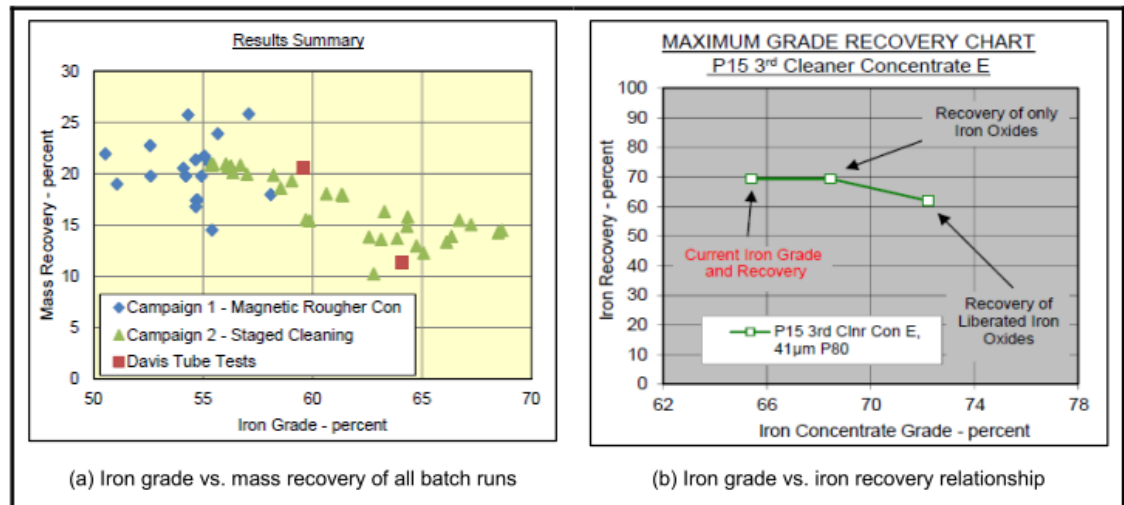 Results Summary
30
25
20
15
10
5
0
50
55
60
65
70
Mass Recovery - percent
Iron Grade - percent
Campaign 1 - Magnetic Rougher Con
Campaign 2 - Staged Cleaning
Davis Tube Tests
(a) Iron grade vs. mass recovery of all batch runs
MAXIMUM GRADE RECOVERY CHART
P15 3rd Cleaner Concentrate E
100
90
80
70
60
50
40
30
20
10
0
62
66
70
74
78
Iron Recovery - percent
Iron Concentrate Grade - percent
Recovery of only
Iron Oxides
Current Iron Grade
and Recovery
Recovery of
Liberated Iron
Oxides
P15 3rd Clnr Con E,
41µm P80
(b) Iron grade vs. iron recovery relationship